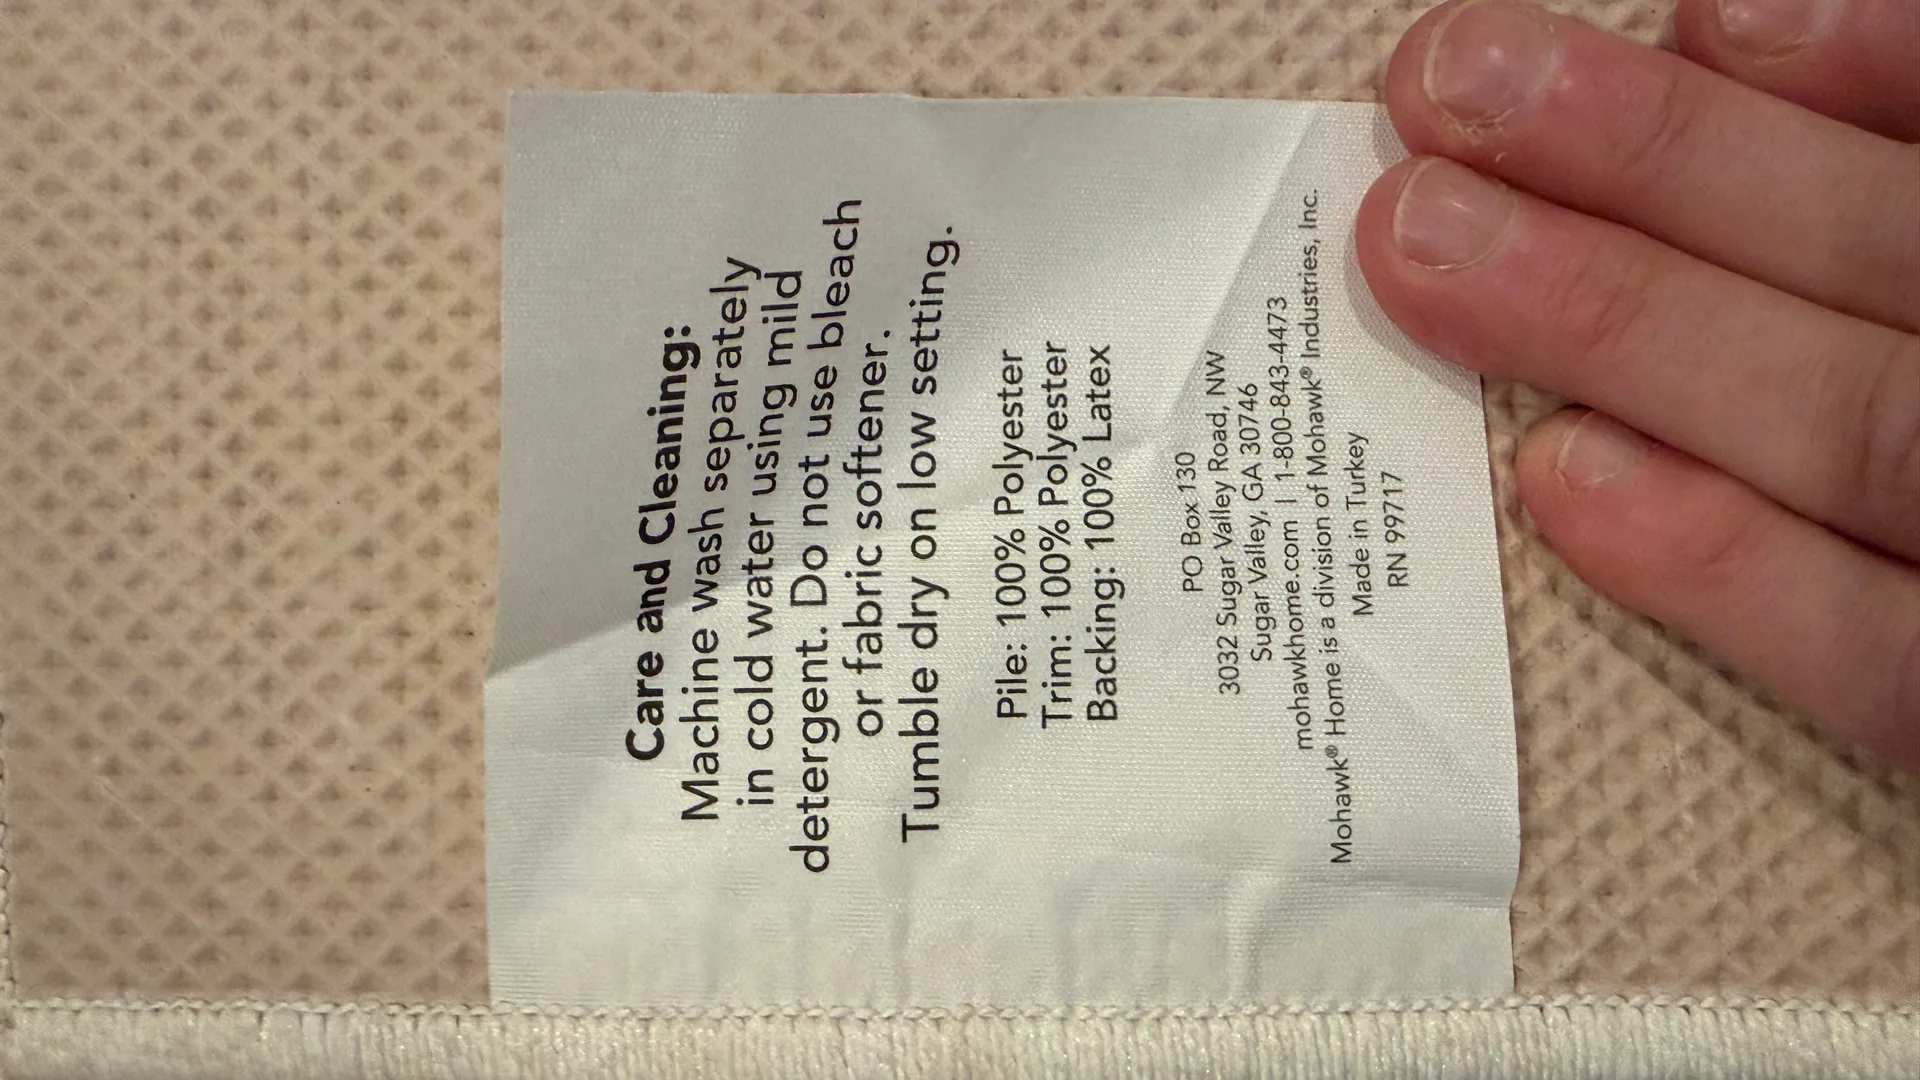 Care and Cleaning:
Machine wash separately
in cold water using mild
detergent. Do not use bleach
or fabric softener.
Tumble dry on low setting.
Pile: 100% Polyester
Trim: 100% Polyester
Backing: 100% Latex
PO Box 130
3032 Sugar Valley Road, NW
Sugar Valley, GA 30746
mohawkhome.com | 1-800-843-4473
Mohawk® Home is a division of Mohawk® Industries, Inc.
Made in Turkey
RN 99717